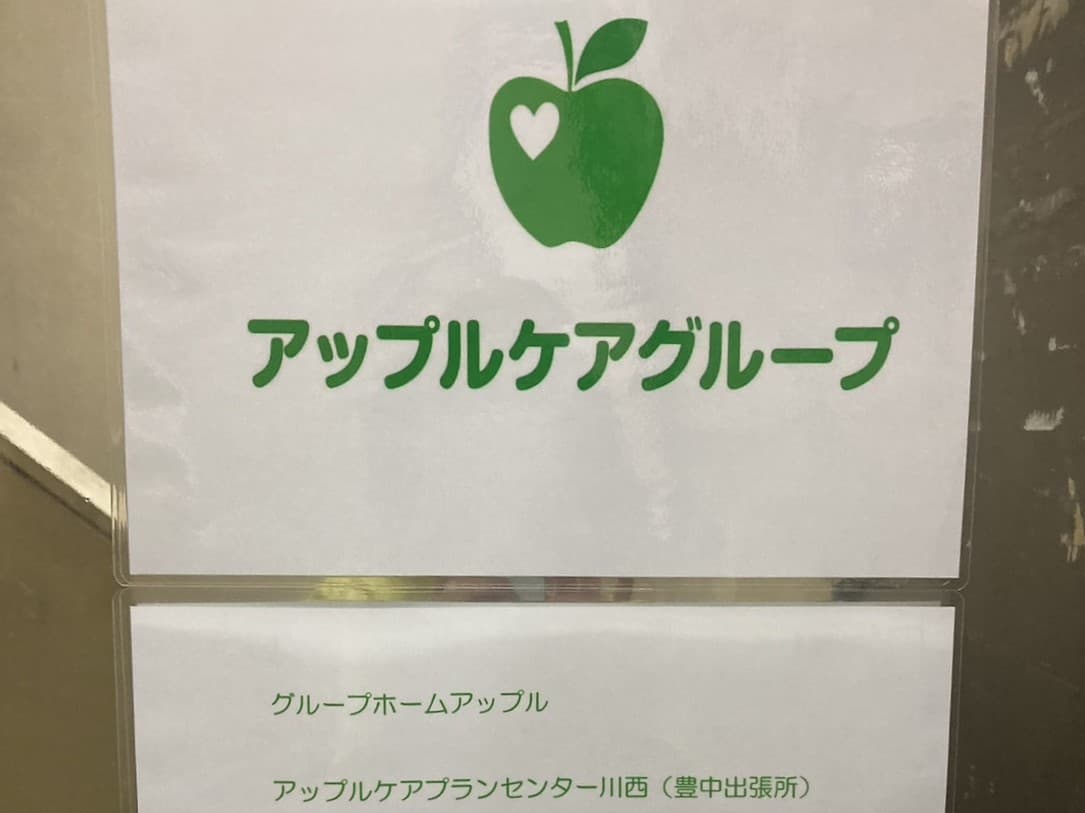 アップルケアグループ
グループホームアップル
アップルケアプランセンター川西（豊中出張所）